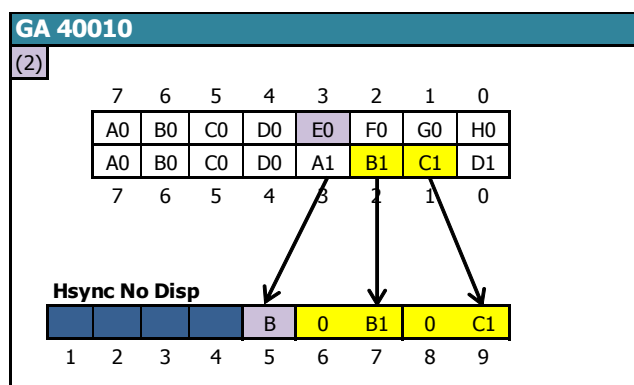 GA 40010
(2)
7 6 5 4 3 2 1 0
A0 B0 C0 D0 E0 F0 G0 H0
A0 B0 C0 D0 A1 B1 C1 D1
7 6 5 4 3 2 1 0
Hsync No Disp
B 0 B1 0 C1
1 2 3 4 5 6 7 8 9